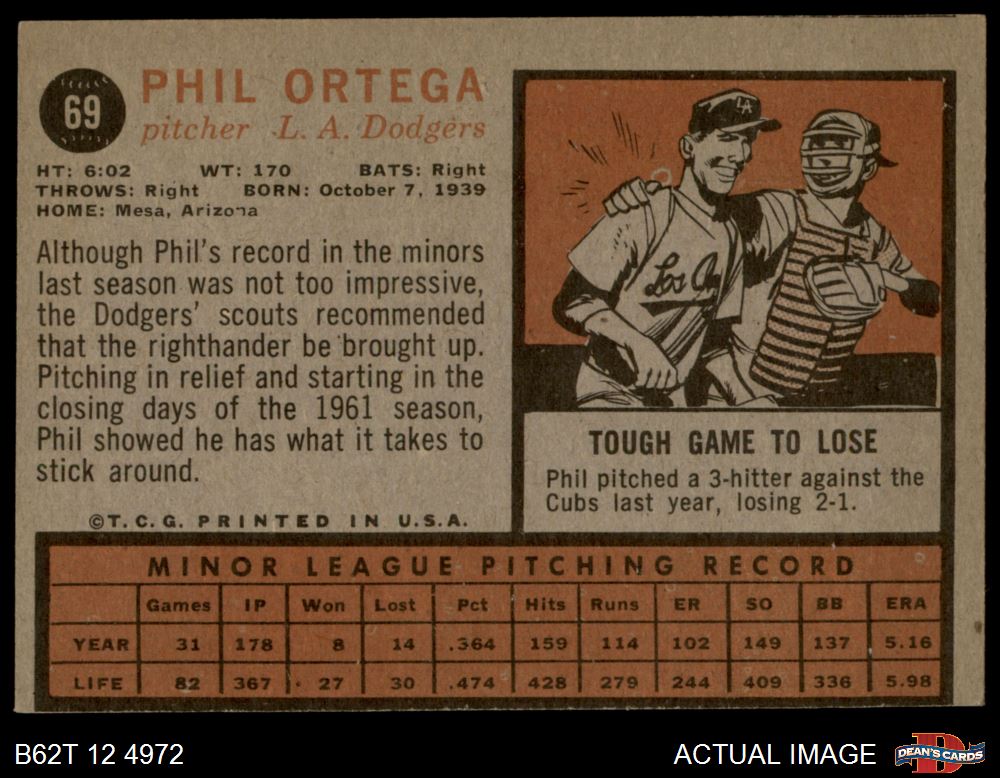 69
PHIL ORTEGA
pitcher L. A. Dodgers
HT: 6:02 WT: 170 BATS: Right
THROWS: Right BORN: October 7, 1939
HOME: Mesa, Arizona
Although Phil's record in the minors
last season was not too impressive,
the Dodgers' scouts recommended
that the righthander be brought up.
Pitching in relief and starting in the
closing days of the 1961 season,
Phil showed he has what it takes to
stick around.
©T. C. G. PRINTED IN U.S.A.
LA
Los An
TOUGH GAME TO LOSE
Phil pitched a 3-hitter against the
Cubs last year, losing 2-1.
MINOR LEAGUE PITCHING RECORD
Games IP Won Lost Pct Hits Runs ER SO BB ERA
YEAR 31 178 8 14 .364 159 114 102 149 137 5.16
LIFE 82 367 27 30 .474 428 279 244 409 336 5.98
B62T 12 4972
ACTUAL IMAGE
DEAN'S CARDS